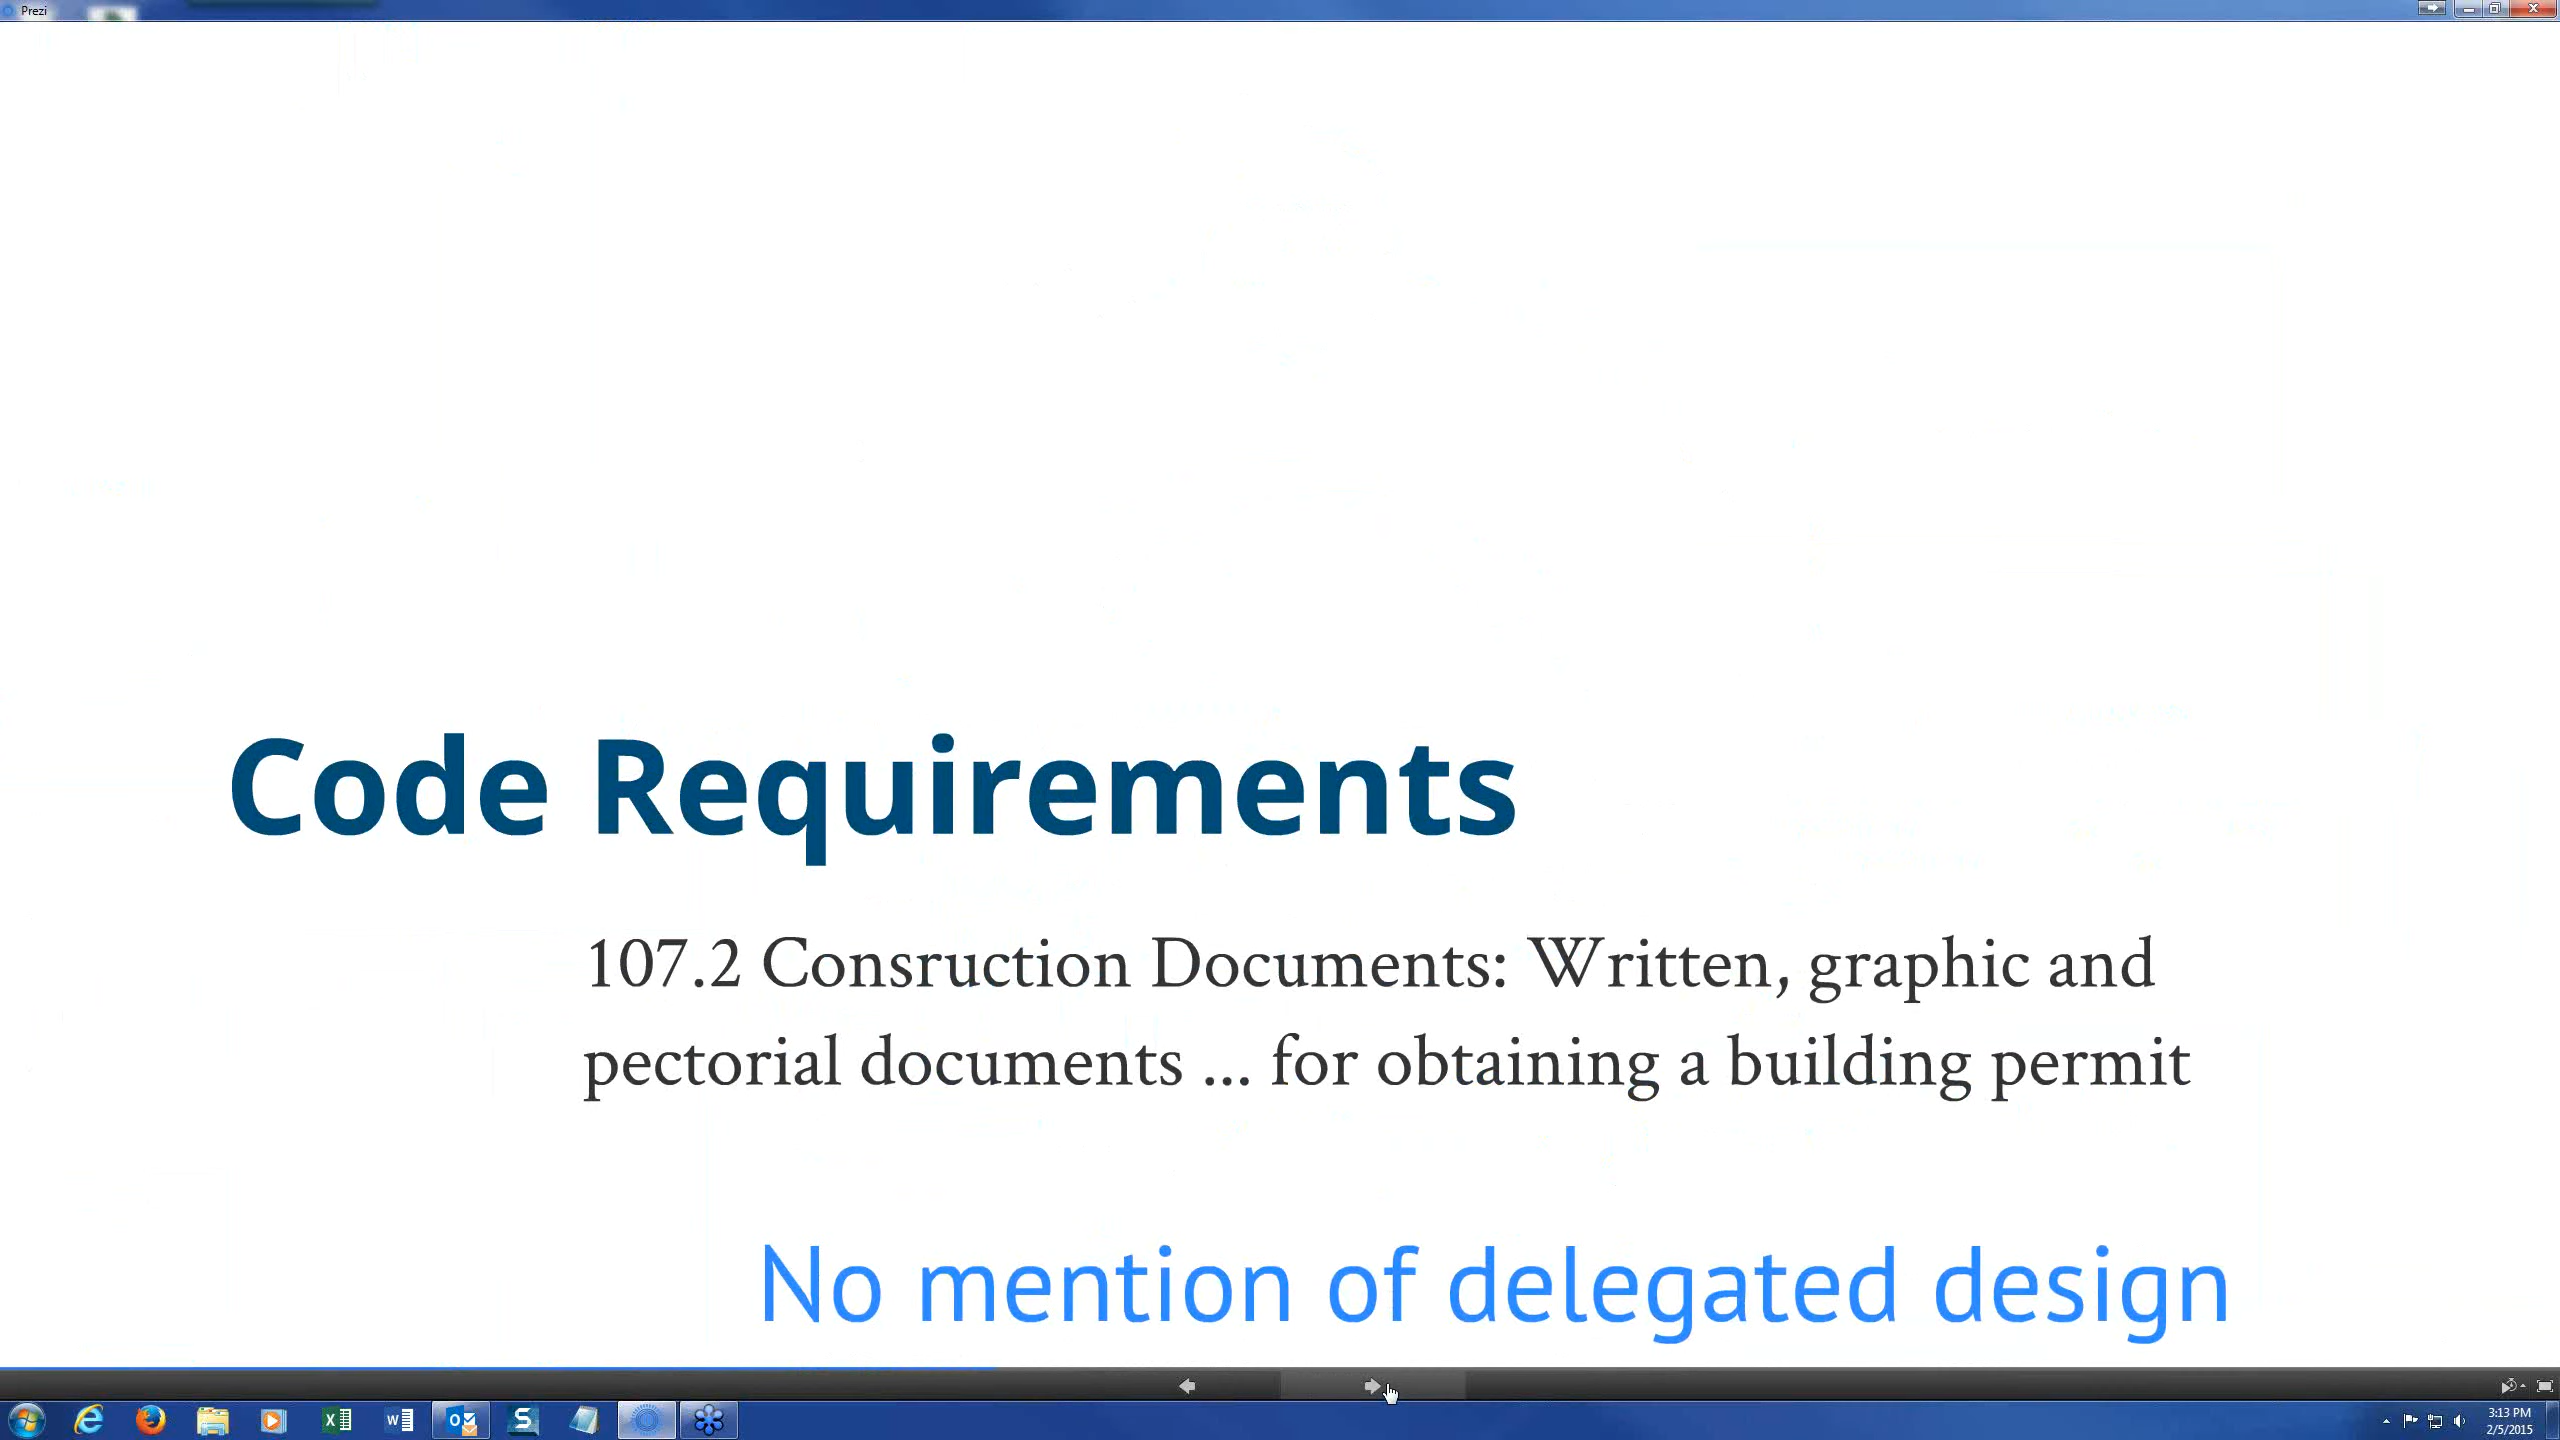 Prezi
Code Requirements
107.2 Consruction Documents: Written, graphic and
pectorial documents ... for obtaining a building permit
No mention of delegated design
3:13 PM
2/5/2015